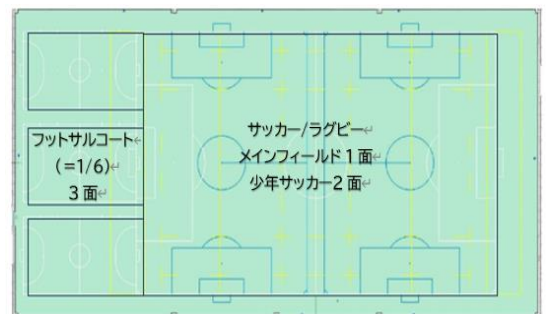 フットサルコート
(=1/6)
3面
サッカー/ラグビー
メインフィールド1面
少年サッカー2面